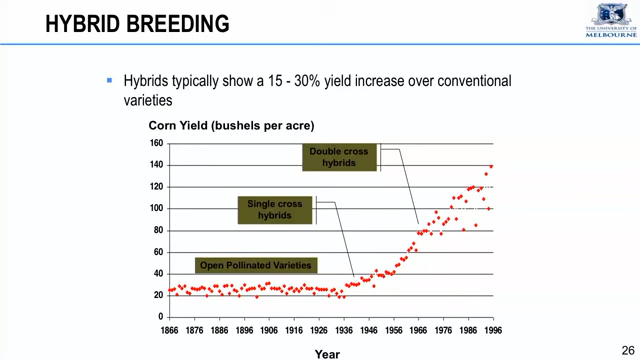 HYBRID BREEDING
THE UNIVERSITY OF
MELBOURNE
Hybrids typically show a 15 - 30% yield increase over conventional
varieties
Corn Yield (bushels per acre)
160
140
120
100
80
60
40
20
0
Double cross
hybrids
Single cross
hybrids
Open Pollinated Varieties
1866 1876 1886 1896 1906 1916 1926 1936 1946 1956 1966 1976 1986 1996
Year
26